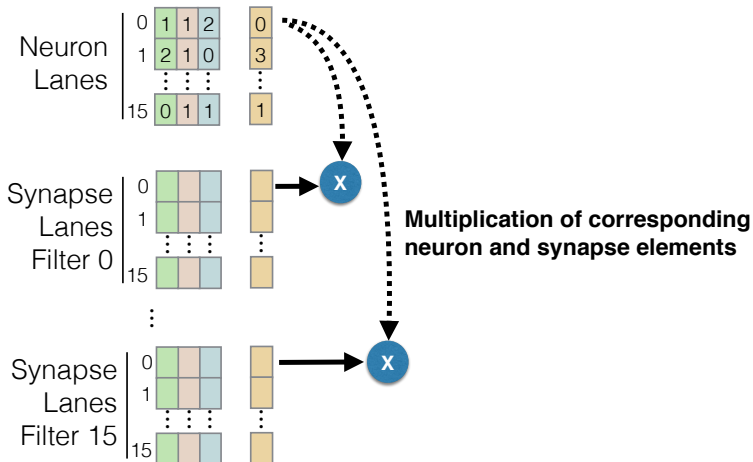 Neuron
Lanes
0 1 1 2 0
1 2 1 0 3
15 0 1 1 1
Synapse
Lanes
Filter 0
0
1
15
X
Multiplication of corresponding
neuron and synapse elements
Synapse
Lanes
Filter 15
0
1
15
X